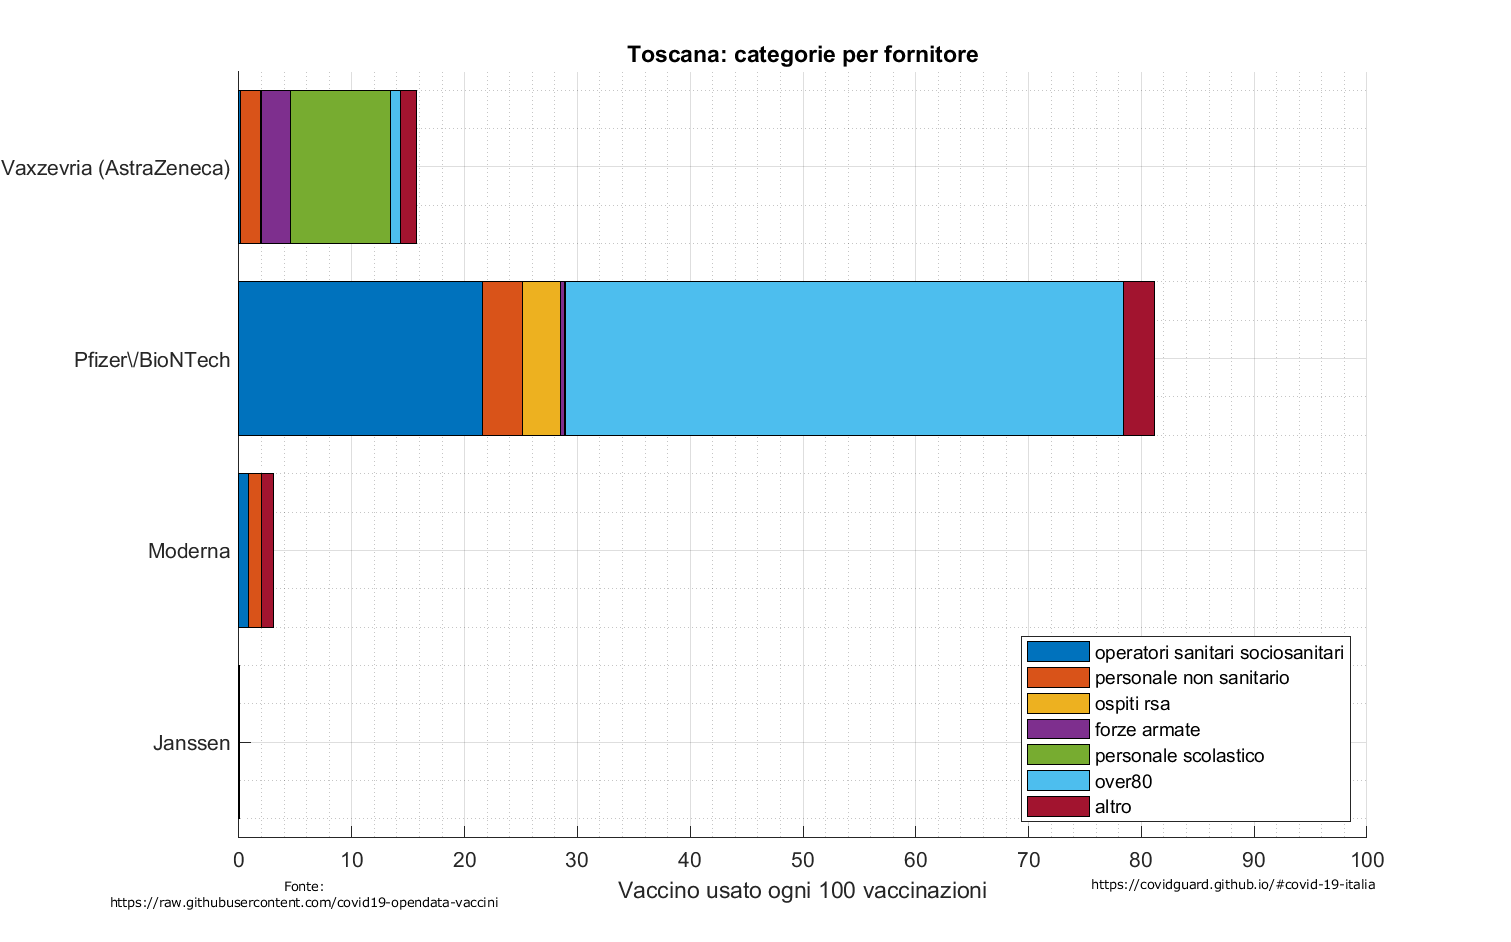 Toscana: categorie per fornitore
Vaxzevria (AstraZeneca)
Pfizer\/BioNTech
Moderna
Janssen
operatori sanitari sociosanitari
personale non sanitario
ospiti rsa
forze armate
personale scolastico
over80
altro
0 10 20 30 40 50 60 70 80 90 100
Vaccino usato ogni 100 vaccinazioni
Fonte:
https://raw.githubusercontent.com/covid19-opendata-vaccini
https://covidguard.github.io/#covid-19-italia